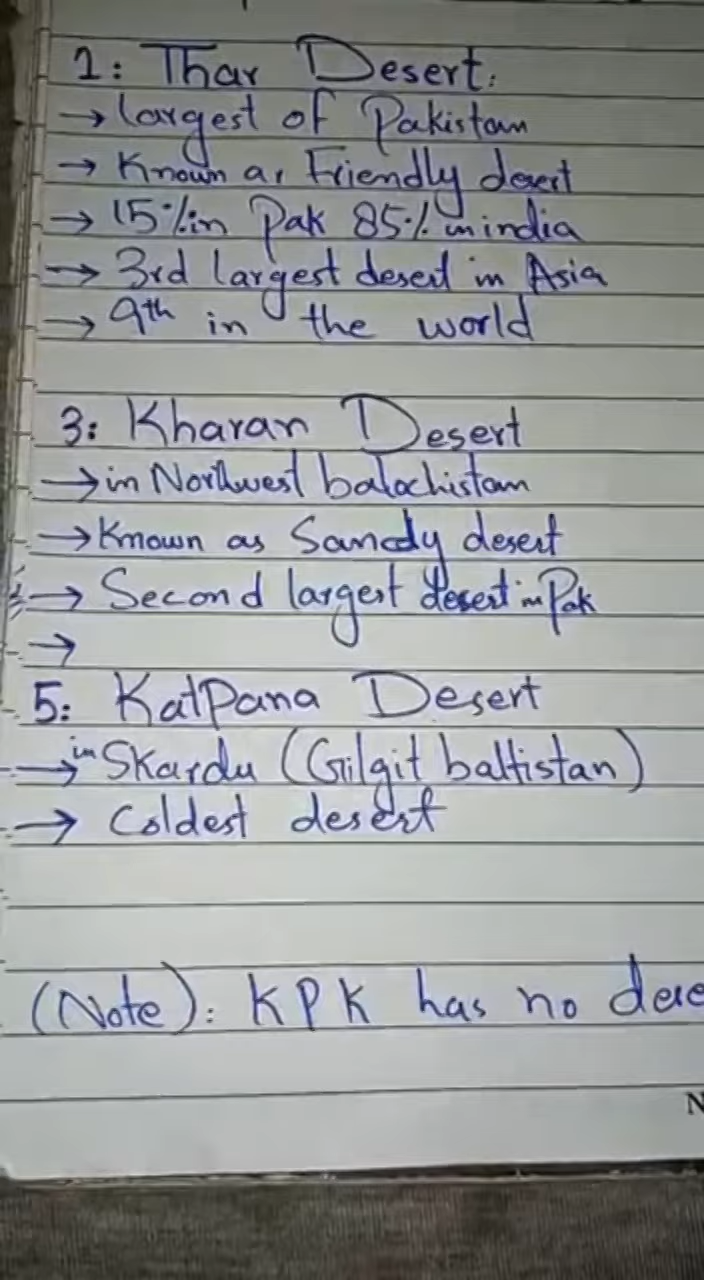 1: Thar Desert:
→ largest of Pakistan
→ Known as Friendly desert
→ 15% in Pak 85% in india
→ 3rd largest desert in Asia
→ 9th in the world
3: Kharan Desert
→ in Northwest balochistan
→ Known as Sandy desert
→ Second largest desert in Pak
→
5: KatPana Desert
→ in Skardu (Gilgit baltistan)
→ Coldest desert
(Note): KPK has no dese
N